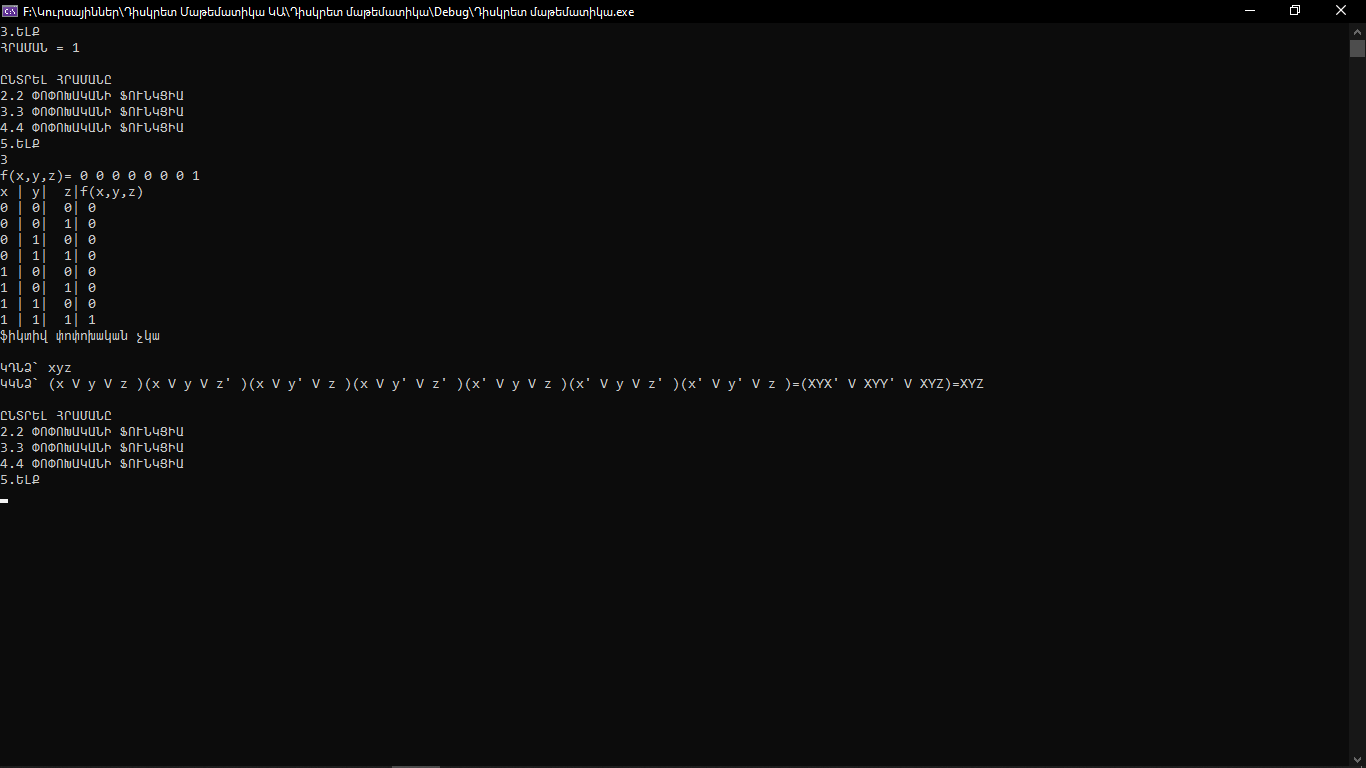 F:\Կուրսայիններ\Դիսկրետ Մաթեմատիկա ԿԱ\Դիսկրետ մաթեմատիկա\Debug\Դիսկրետ մաթեմատիկա.exe
3.ԵԼՔ
ՀՐԱՄԱՆ = 1
ԸՆՏՐԵԼ ՀՐԱՄԱՆԸ
2.2 ՓՈՓՈԽԱԿԱՆԻ ՖՈՒՆԿՑԻԱ
3.3 ՓՈՓՈԽԱԿԱՆԻ ՖՈՒՆԿՑԻԱ
4.4 ՓՈՓՈԽԱԿԱՆԻ ՖՈՒՆԿՑԻԱ
5.ԵԼՔ
3
f(x,y,z)= 0 0 0 0 0 0 0 1
x | y|  z|f(x,y,z)
0 | 0|  0| 0
0 | 0|  1| 0
0 | 1|  0| 0
0 | 1|  1| 0
1 | 0|  0| 0
1 | 0|  1| 0
1 | 1|  0| 0
1 | 1|  1| 1
ֆիկտիվ փոփոխական չկա
ԿԴՆՁ՝ xyz
ԿԿՆՁ՝ (x V y V z )(x V y V z' )(x V y' V z )(x V y' V z' )(x' V y V z )(x' V y V z' )(x' V y' V z )=(XYX' V XYY' V XYZ)=XYZ
ԸՆՏՐԵԼ ՀՐԱՄԱՆԸ
2.2 ՓՈՓՈԽԱԿԱՆԻ ՖՈՒՆԿՑԻԱ
3.3 ՓՈՓՈԽԱԿԱՆԻ ՖՈՒՆԿՑԻԱ
4.4 ՓՈՓՈԽԱԿԱՆԻ ՖՈՒՆԿՑԻԱ
5.ԵԼՔ